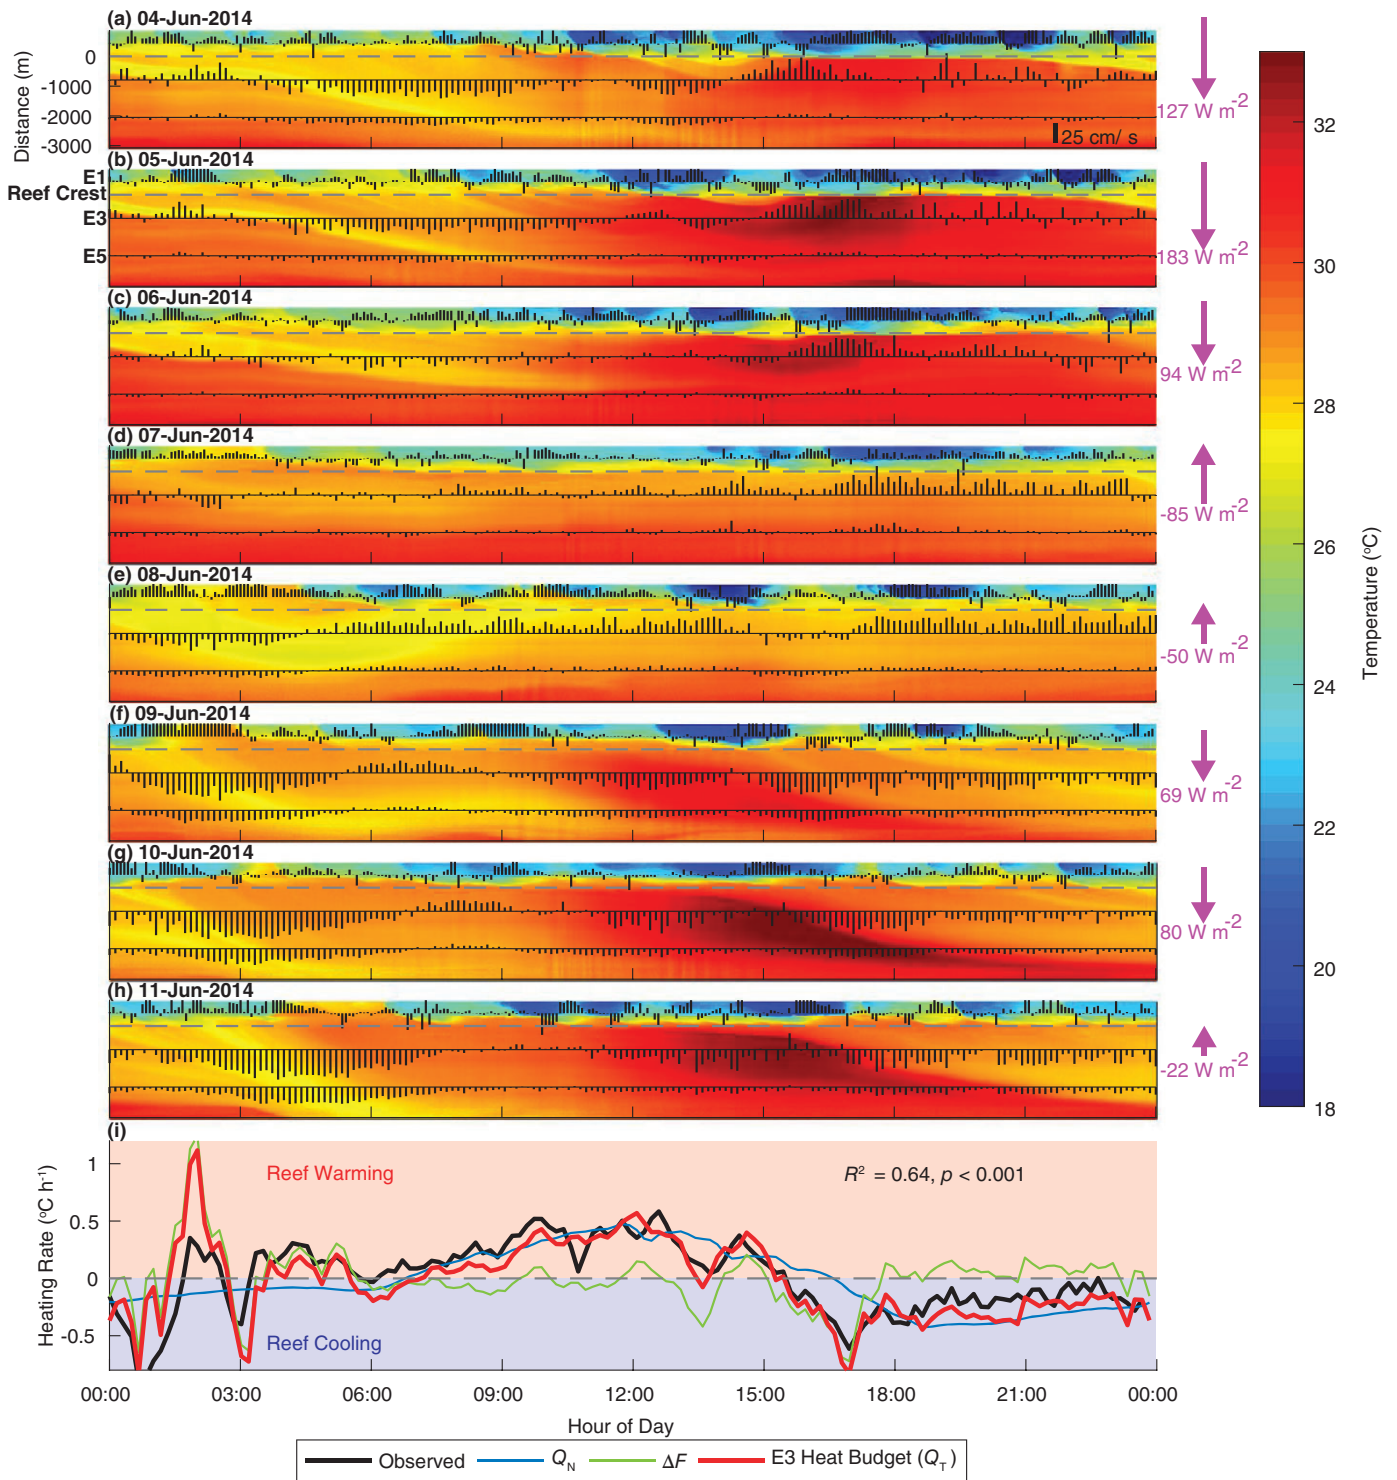 (a) 04-Jun-2014
Distance (m)
0
-1000
-2000
-3000
25 cm/ s
127 W m-2
(b) 05-Jun-2014
E1
Reef Crest
E3
E5
183 W m-2
(c) 06-Jun-2014
94 W m-2
(d) 07-Jun-2014
-85 W m-2
(e) 08-Jun-2014
-50 W m-2
(f) 09-Jun-2014
69 W m-2
(g) 10-Jun-2014
80 W m-2
(h) 11-Jun-2014
-22 W m-2
32
30
28
26
24
22
20
18
Temperature (°C)
(i)
Heating Rate (°C h-1)
1
0.5
0
-0.5
Reef Warming
R2 = 0.64, p < 0.001
Reef Cooling
00:00 03:00 06:00 09:00 12:00 15:00 18:00 21:00 00:00
Hour of Day
Observed QN ΔF E3 Heat Budget (QT)